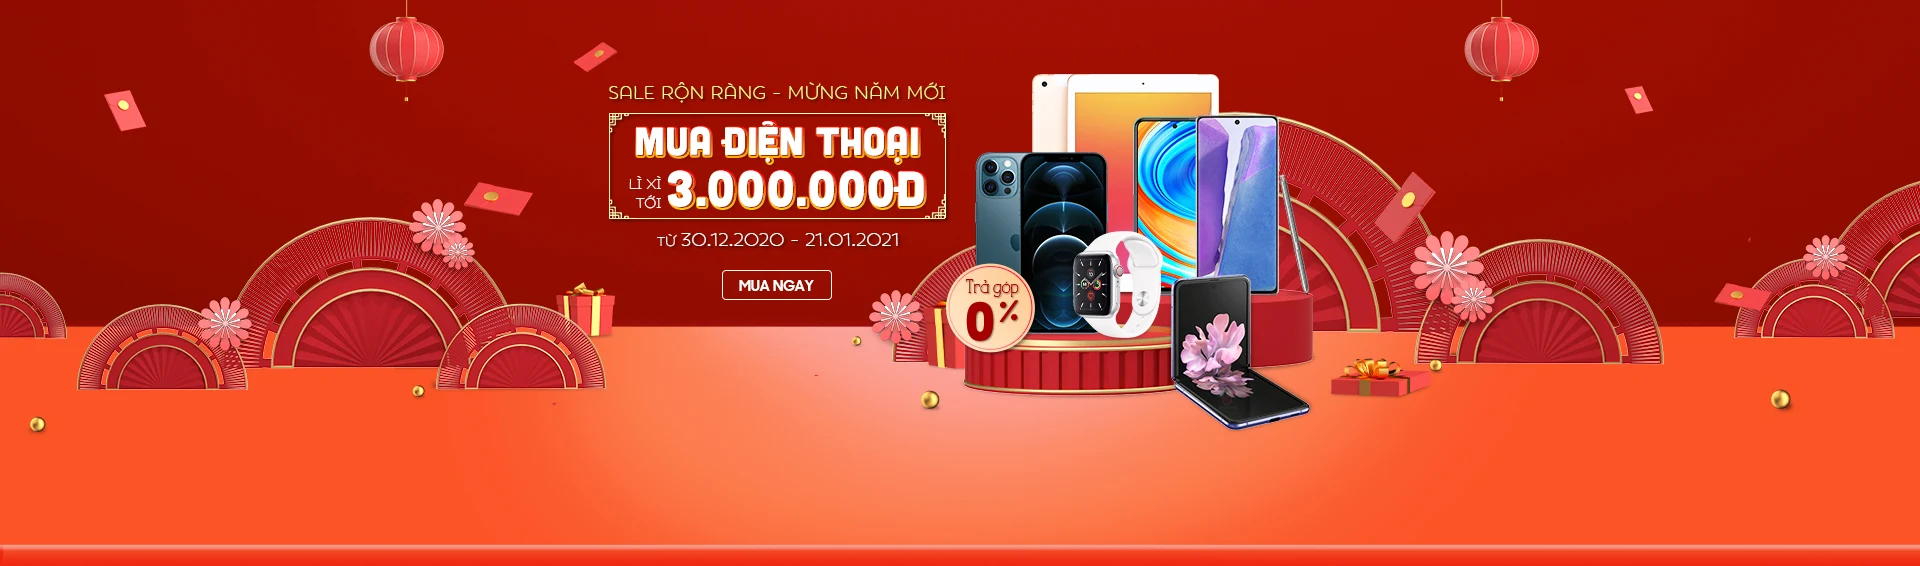 SALE RỘN RÀNG - MỪNG NĂM MỚI
MUA ĐIỆN THOẠI
LÌ XÌ TỚI 3.000.000Đ
TỪ 30.12.2020 - 21.01.2021
MUA NGAY
Trả góp
0%